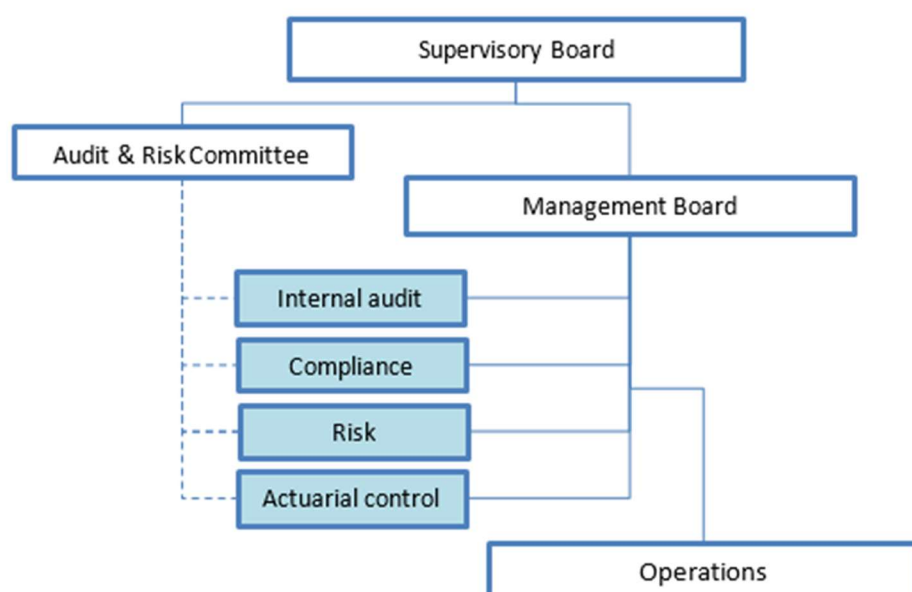 Supervisory Board
Audit & Risk Committee
Management Board
Internal audit
Compliance
Risk
Actuarial control
Operations